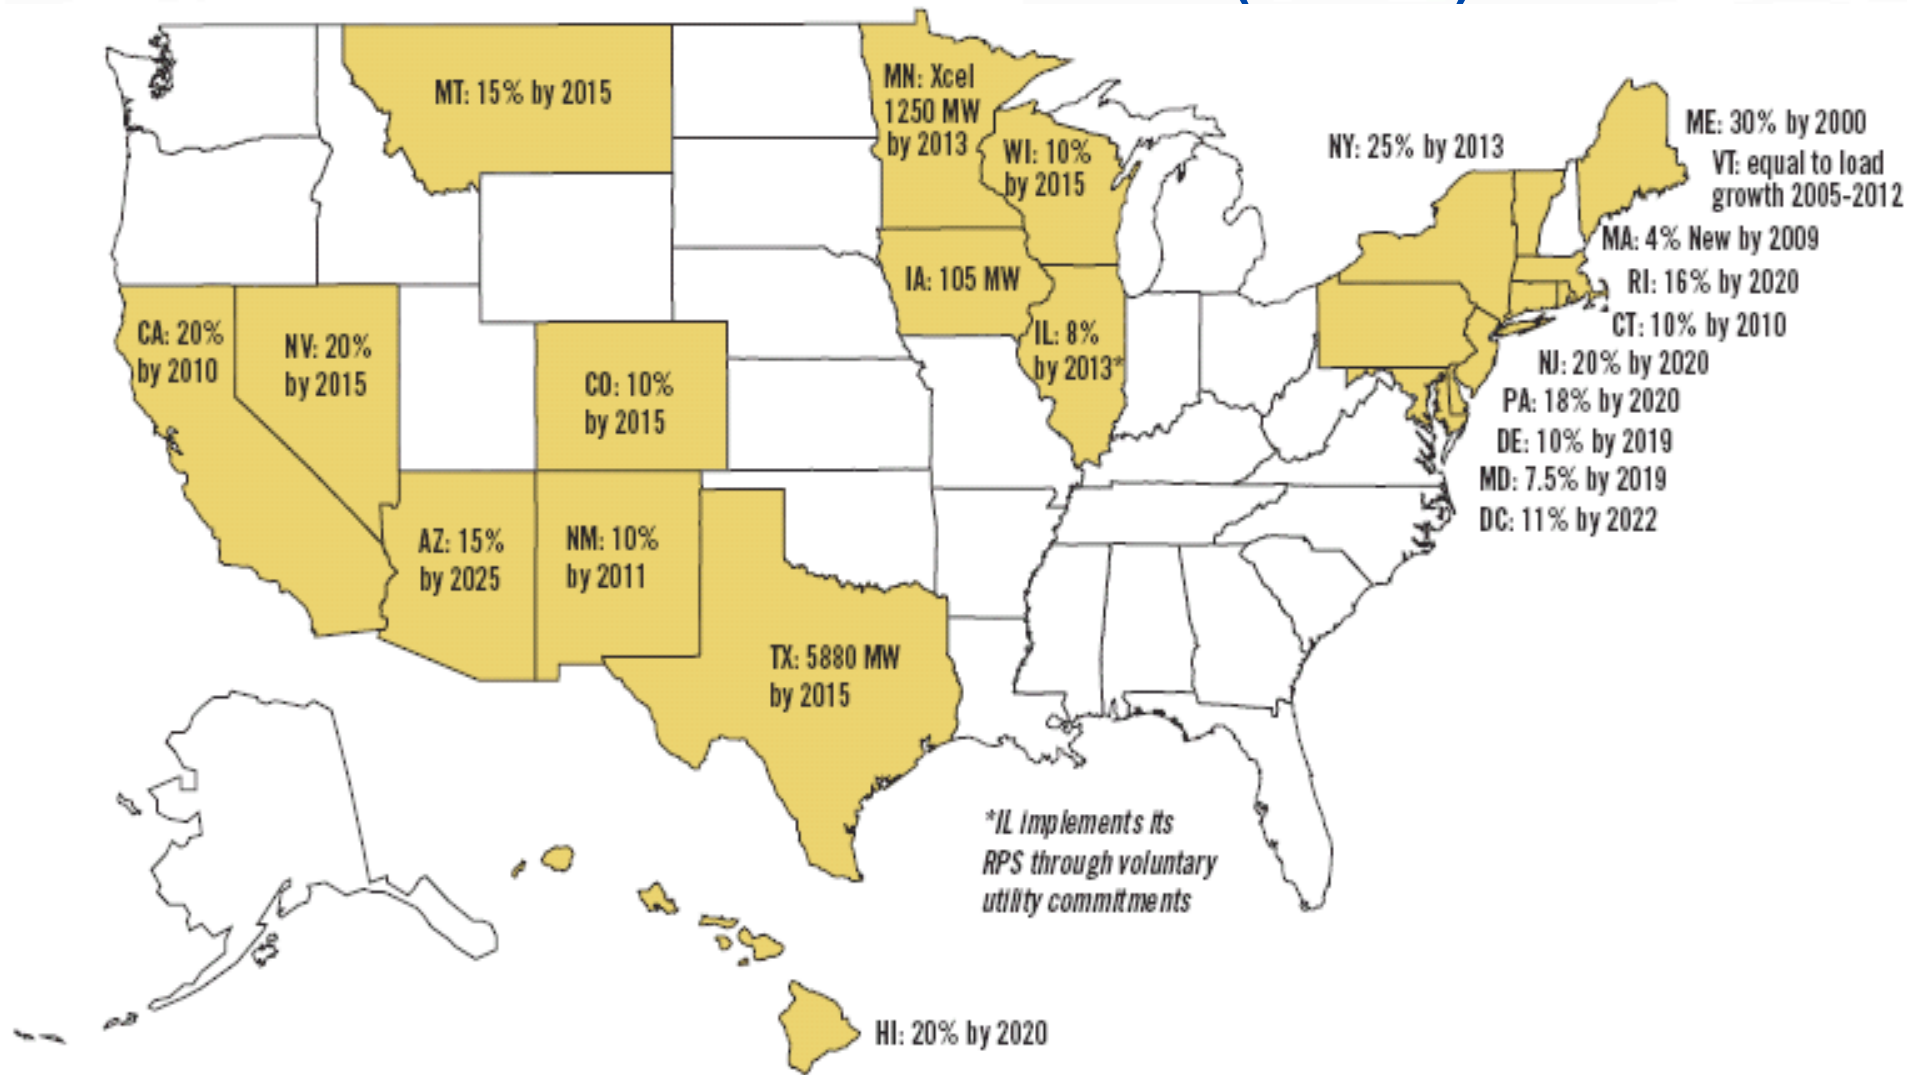 MT: 15% by 2015
MN: Xcel
1250 MW
by 2013
WI: 10%
by 2015
NY: 25% by 2013
ME: 30% by 2000
VT: equal to load
growth 2005-2012
MA: 4% New by 2009
RI: 16% by 2020
CT: 10% by 2010
NJ: 20% by 2020
PA: 18% by 2020
DE: 10% by 2019
MD: 7.5% by 2019
DC: 11% by 2022
IA: 105 MW
IL: 8%
by 2013*
CA: 20%
by 2010
NV: 20%
by 2015
CO: 10%
by 2015
AZ: 15%
by 2025
NM: 10%
by 2011
TX: 5880 MW
by 2015
*IL implements its
RPS through voluntary
utility commitments
HI: 20% by 2020